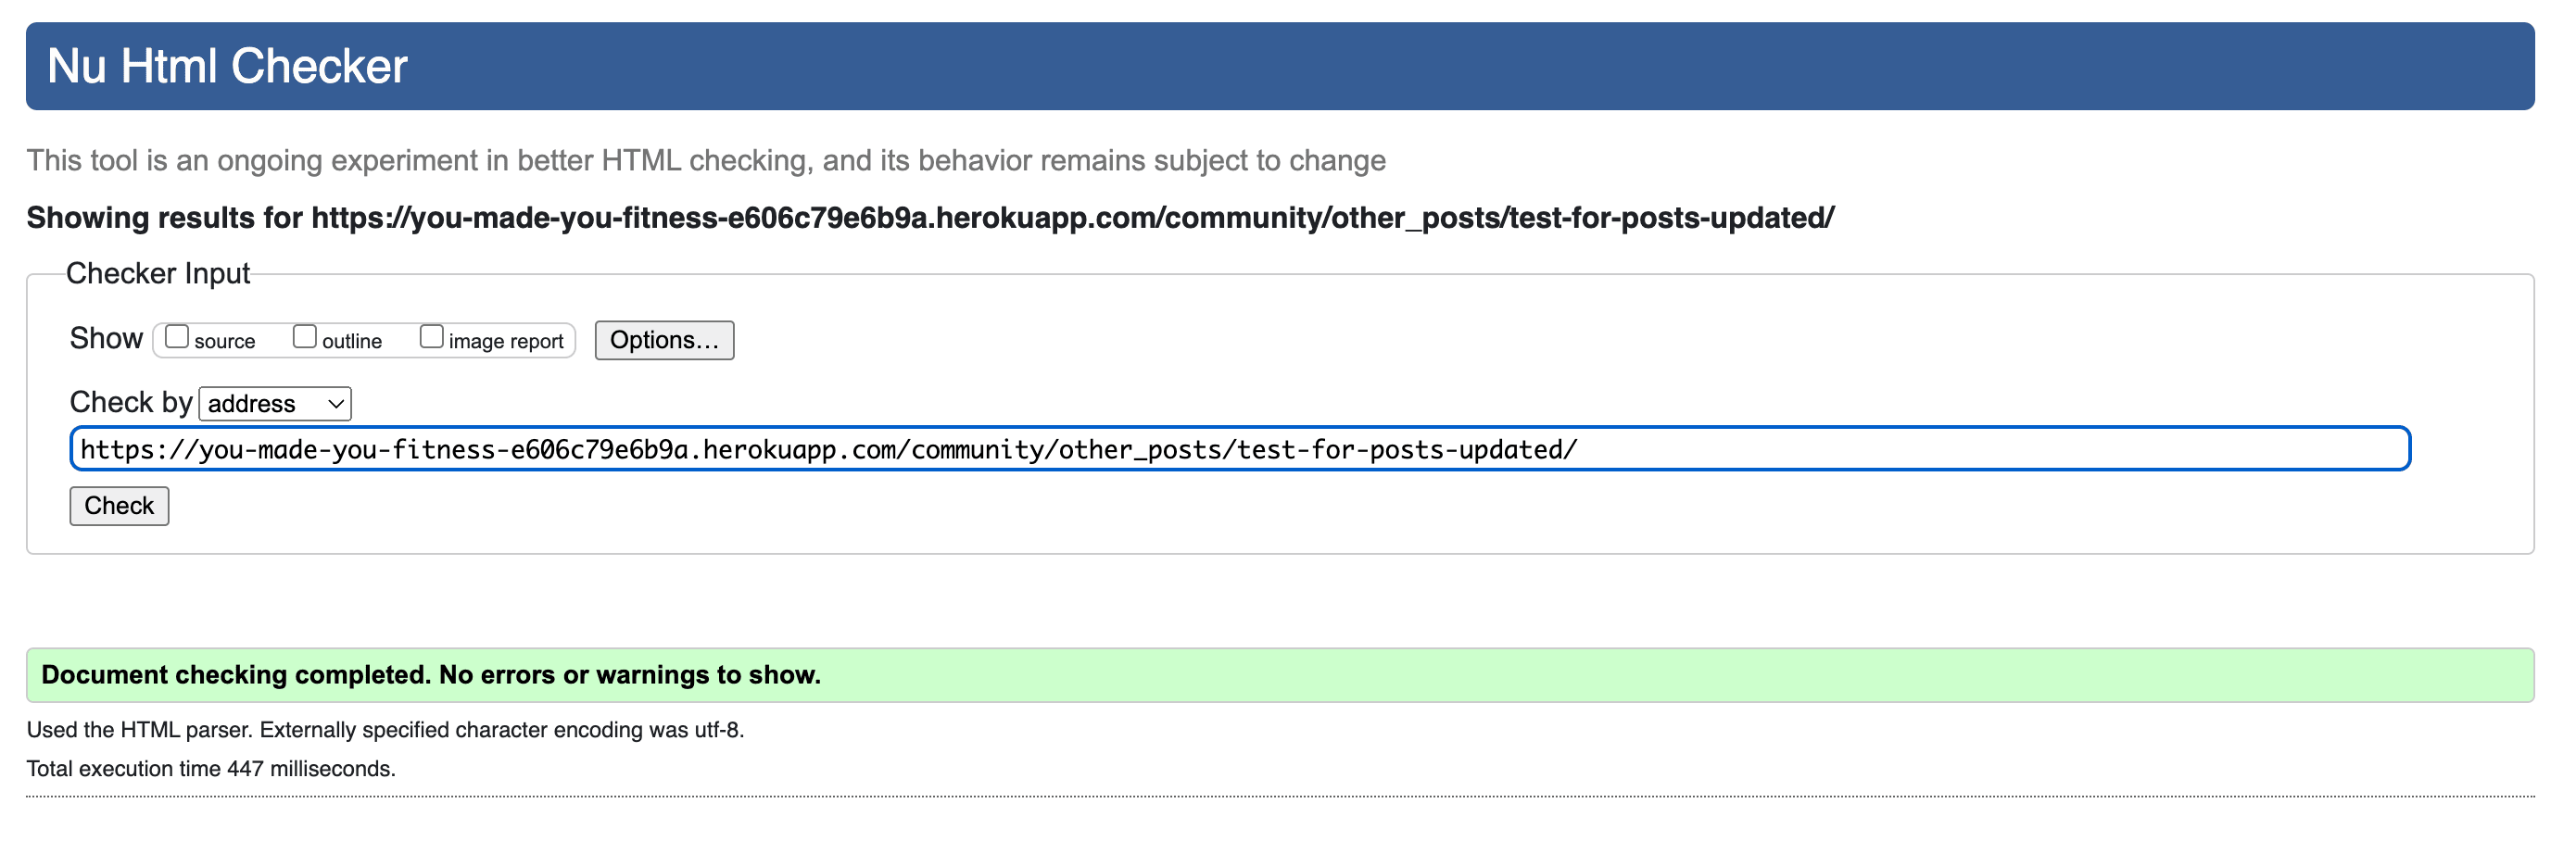 Nu Html Checker
This tool is an ongoing experiment in better HTML checking, and its behavior remains subject to change
Showing results for https://you-made-you-fitness-e606c79e6b9a.herokuapp.com/community/other_posts/test-for-posts-updated/
Checker Input
Show source outline image report Options...
Check by address
https://you-made-you-fitness-e606c79e6b9a.herokuapp.com/community/other_posts/test-for-posts-updated/
Check
Document checking completed. No errors or warnings to show.
Used the HTML parser. Externally specified character encoding was utf-8.
Total execution time 447 milliseconds.